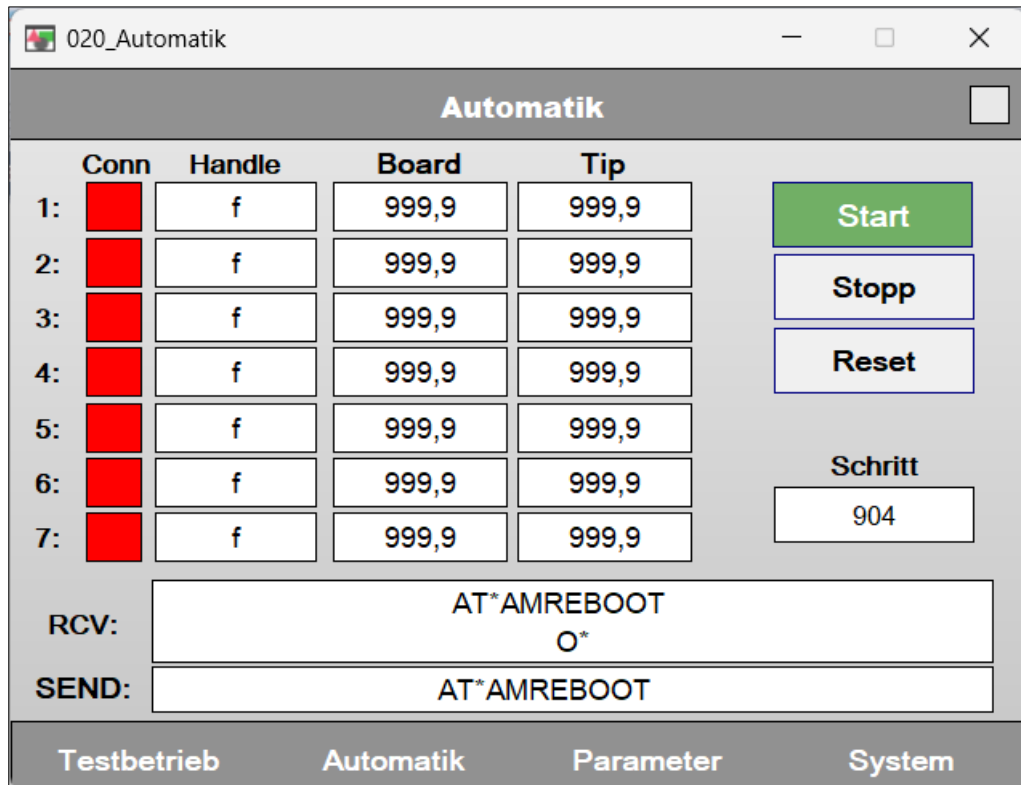 020_Automatik
Automatik
Conn Handle Board Tip
1: f 999,9 999,9
Start
2: f 999,9 999,9
Stopp
3: f 999,9 999,9
Reset
4: f 999,9 999,9
5: f 999,9 999,9
Schritt
6: f 999,9 999,9
904
7: f 999,9 999,9
RCV: AT*AMREBOOT
O*
SEND: AT*AMREBOOT
Testbetrieb Automatik Parameter System